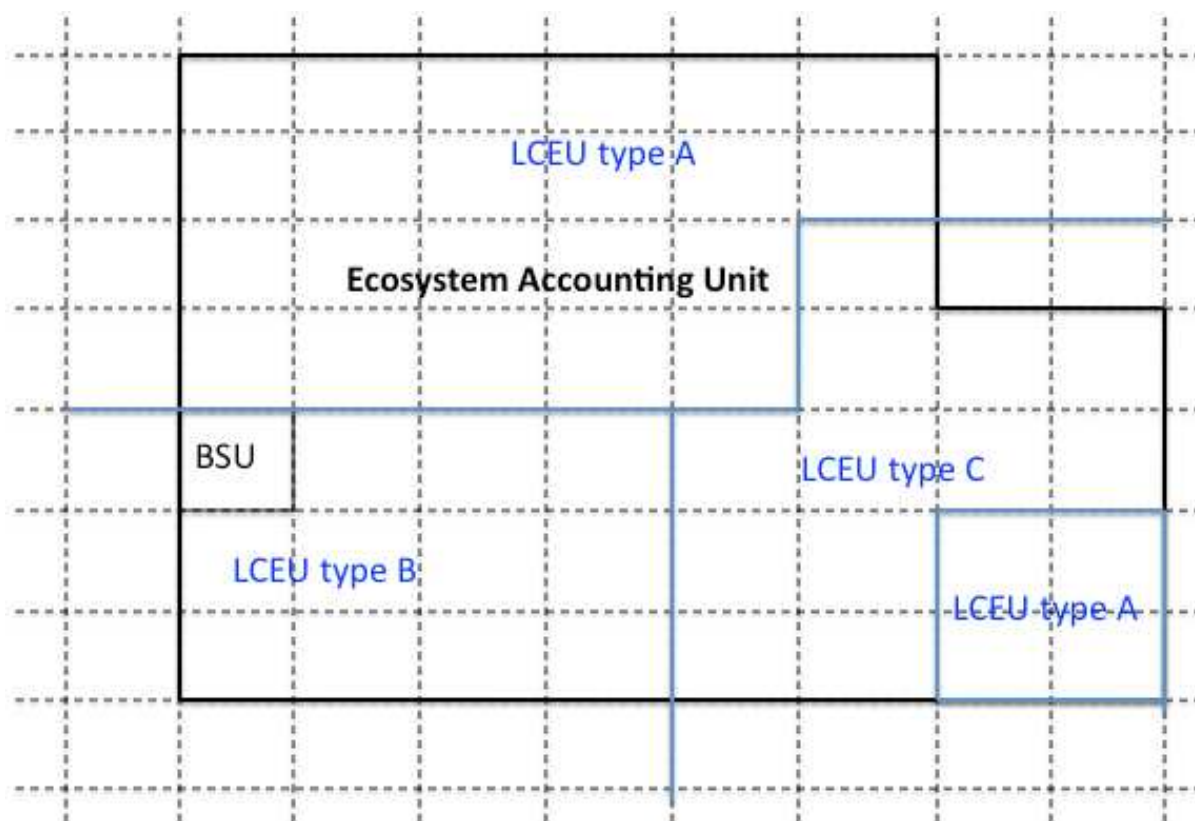 LCEU type A
Ecosystem Accounting Unit
BSU
LCEU type C
LCEU type B
LCEU type A